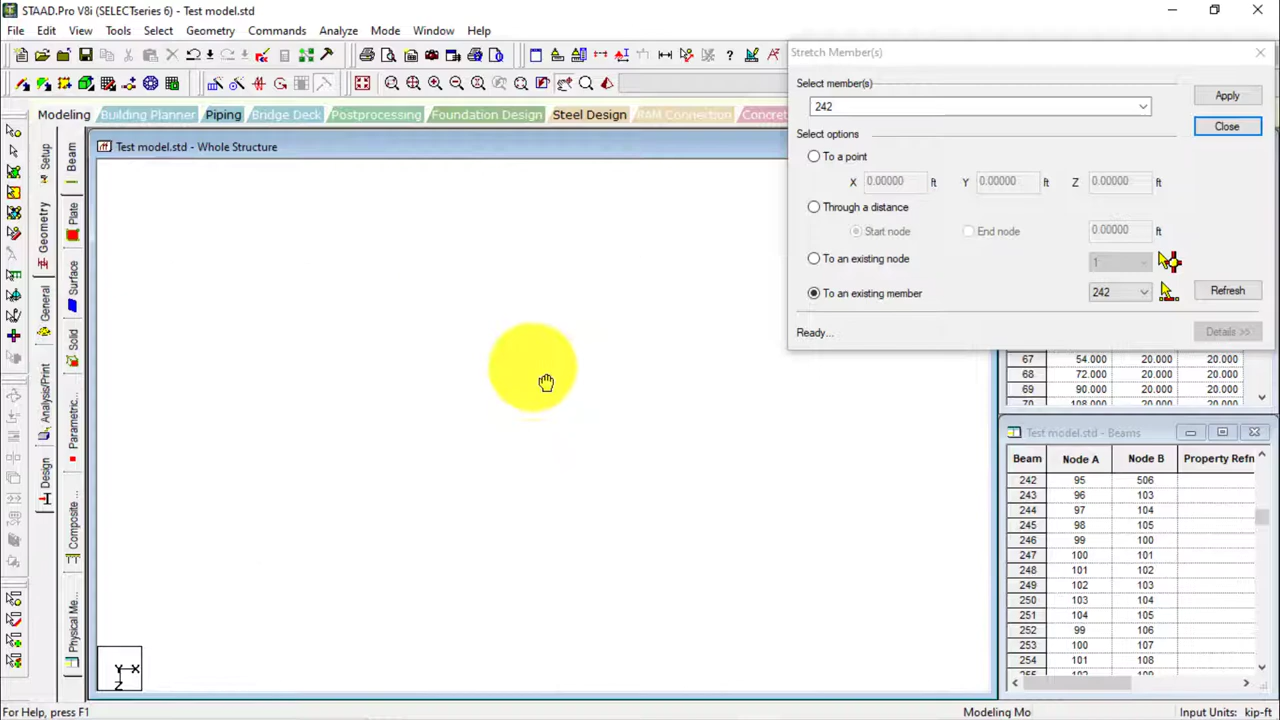 STAAD.Pro V8i (SELECTseries 6) - Test model.std
File Edit View Tools Select Geometry Commands Analyze Mode Window Help
Stretch Member(s)
Select member(s)
242
Apply
Close
Select options
To a point
X 0.00000 ft Y 0.00000 ft Z 0.00000 ft
Through a distance
Start node End node 0.00000 ft
To an existing node 1
To an existing member 242 Refresh
Ready... Details >>
Modeling Building Planner Piping Bridge Deck Postprocessing Foundation Design Steel Design RAM Connection Concret
Test model.std - Whole Structure
Setup
Geometry
General
Analysis/Print
Design
Beam
Plate
Surface
Solid
Parametric...
Composite ...
Physical Me...
Y X
Z
67 54.000 20.000 20.000
68 72.000 20.000 20.000
69 90.000 20.000 20.000
70 108.000 20.000 20.000
Test model.std - Beams
Beam Node A Node B Property Refn
242 95 506
243 96 103
244 97 104
245 98 105
246 99 100
247 100 101
248 101 102
249 102 103
250 103 104
251 104 105
252 99 106
253 100 107
254 101 108
For Help, press F1 Modeling Mo Input Units: kip-ft